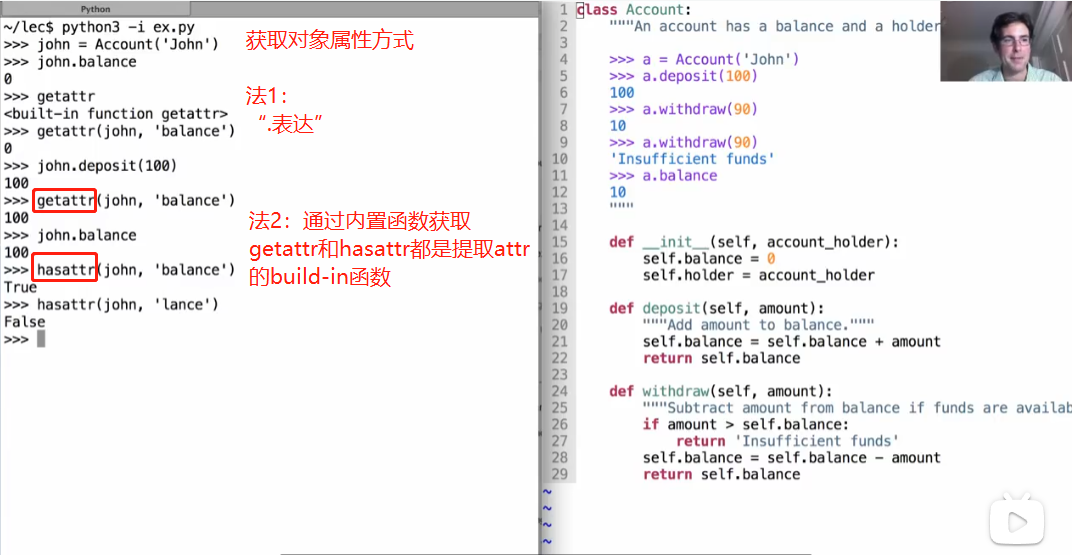 Python
~/lec$ python3 -i ex.py
>>> john = Account('John')
>>> john.balance
0
>>> getattr
<built-in function getattr>
>>> getattr(john, 'balance')
0
>>> john.deposit(100)
100
>>> getattr(john, 'balance')
100
>>> john.balance
100
>>> hasattr(john, 'balance')
True
>>> hasattr(john, 'lance')
False
>>>
获取对象属性方式
法1：
“.表达”
法2：通过内置函数获取
getattr和hasattr都是提取attr
的build-in函数
1 class Account:
2 """An account has a balance and a holder
3
4 >>> a = Account('John')
5 >>> a.deposit(100)
6 100
7 >>> a.withdraw(90)
8 10
9 >>> a.withdraw(90)
10 'Insufficient funds'
11 >>> a.balance
12 10
13 """
14
15 def __init__(self, account_holder):
16 self.balance = 0
17 self.holder = account_holder
18
19 def deposit(self, amount):
20 """Add amount to balance."""
21 self.balance = self.balance + amount
22 return self.balance
23
24 def withdraw(self, amount):
25 """Subtract amount from balance if funds are availab
26 if amount > self.balance:
27 return 'Insufficient funds'
28 self.balance = self.balance - amount
29 return self.balance
~
~
~
~